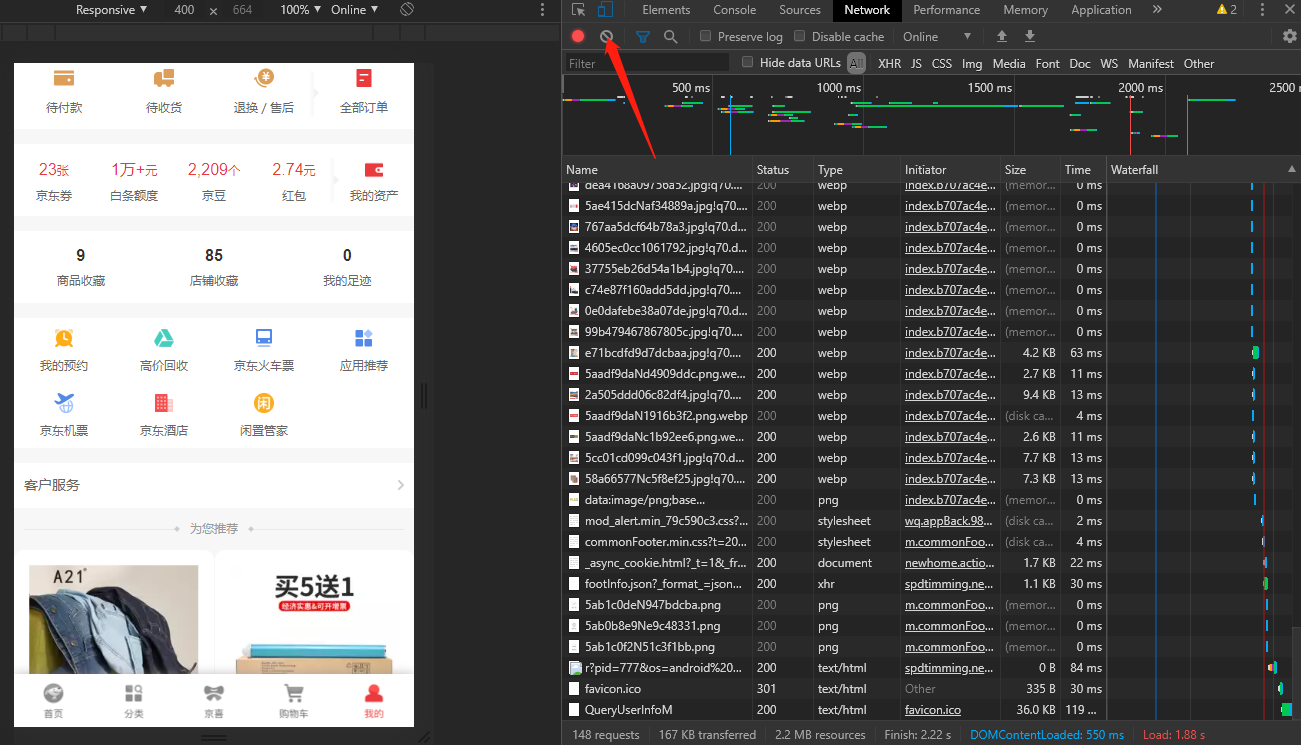 Responsive ▼ 400 × 664 100% ▼ Online ▼
Elements Console Sources Network Performance Memory Application » 2
Preserve log Disable cache Online ▼
Filter Hide data URLs All XHR JS CSS Img Media Font Doc WS Manifest Other
500 ms 1000 ms 1500 ms 2000 ms 2500 r
待付款 待收货 退换 / 售后 全部订单
23张 1万+元 2,209个 2.74元
京东券 白条额度 京豆 红包 我的资产
9 85 0
商品收藏 店铺收藏 我的足迹
我的预约 高价回收 京东火车票 应用推荐
闲
京东机票 京东酒店 闲置管家
客户服务
为您推荐
A21
买5送1
经济实惠&可开增票
首页 分类 京喜 购物车 我的
Name Status Type Initiator Size Time Waterfall
dea4168a09756a52.jpg!q70.... 200 webp index.b707ac4e... (memor... 0 ms
5ae415dcNaf34889a.jpg!q70.... 200 webp index.b707ac4e... (memor... 0 ms
767aa5dcf64b78a3.jpg!q70.d... 200 webp index.b707ac4e... (memor... 0 ms
4605ec0cc1061792.jpg!q70.d... 200 webp index.b707ac4e... (memor... 0 ms
37755eb26d54a1b4.jpg!q70.... 200 webp index.b707ac4e... (memor... 0 ms
c74e87f160add5dd.jpg!q70.... 200 webp index.b707ac4e... (memor... 0 ms
0e0dafebe38a07de.jpg!q70.... 200 webp index.b707ac4e... (memor... 0 ms
99b479467867805c.jpg!q70.... 200 webp index.b707ac4e... (memor... 0 ms
e71bcdfd9d7dcbaa.jpg!q70.... 200 webp index.b707ac4e... 4.2 KB 63 ms
5aadf9daNd4909ddc.png.we... 200 webp index.b707ac4e... 2.7 KB 11 ms
2a505ddd06c82df4.jpg!q70.... 200 webp index.b707ac4e... 9.4 KB 13 ms
5aadf9daN1916b3f2.png.webp 200 webp index.b707ac4e... (disk ca... 4 ms
5aadf9daNc1b92ee6.png.we... 200 webp index.b707ac4e... 2.6 KB 11 ms
5cc01cd099c043f1.jpg!q70.d... 200 webp index.b707ac4e... 7.7 KB 13 ms
58a66577Nc5f8ef25.jpg!q70.... 200 webp index.b707ac4e... 7.3 KB 13 ms
data:image/png;base... 200 png index.b707ac4e... (memor... 0 ms
mod_alert.min_79c590c3.css?... 200 stylesheet wq.appBack.98... (disk ca... 2 ms
commonFooter.min.css?t=20... 200 stylesheet m.commonFoo... (disk ca... 4 ms
_async_cookie.html?_t=1&_fr... 200 document newhome.actio... 1.7 KB 22 ms
footInfo.json?_format_=json... 200 xhr spdtimming.ne... 1.1 KB 30 ms
5ab1c0deN947bdcba.png 200 png m.commonFoo... (memor... 0 ms
5ab0b8e9Ne9c48331.png 200 png m.commonFoo... (memor... 0 ms
5ab1c0f2N51c3f1bb.png 200 png m.commonFoo... (memor... 0 ms
r?pid=777&os=android%20... 200 text/html spdtimming.ne... 0 B 84 ms
favicon.ico 301 text/html Other 335 B 30 ms
QueryUserInfoM 200 text/html favicon.ico 36.0 KB 119 ...
148 requests 167 KB transferred 2.2 MB resources Finish: 2.22 s DOMContentLoaded: 550 ms Load: 1.88 s